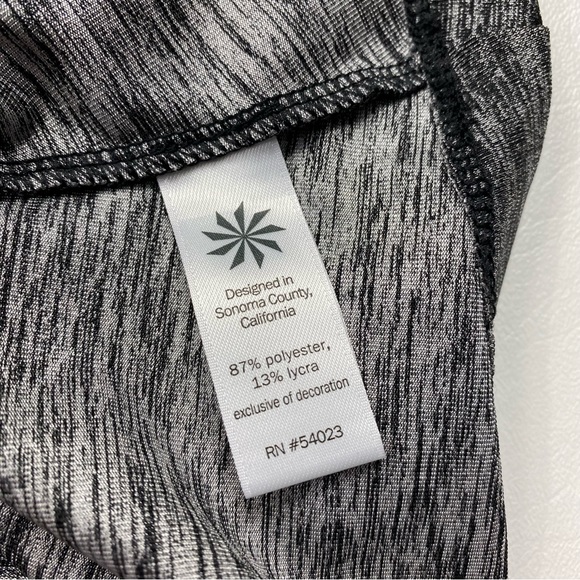 Designed in
Sonoma County,
California
87% polyester,
13% lycra
exclusive of decoration
RN #54023